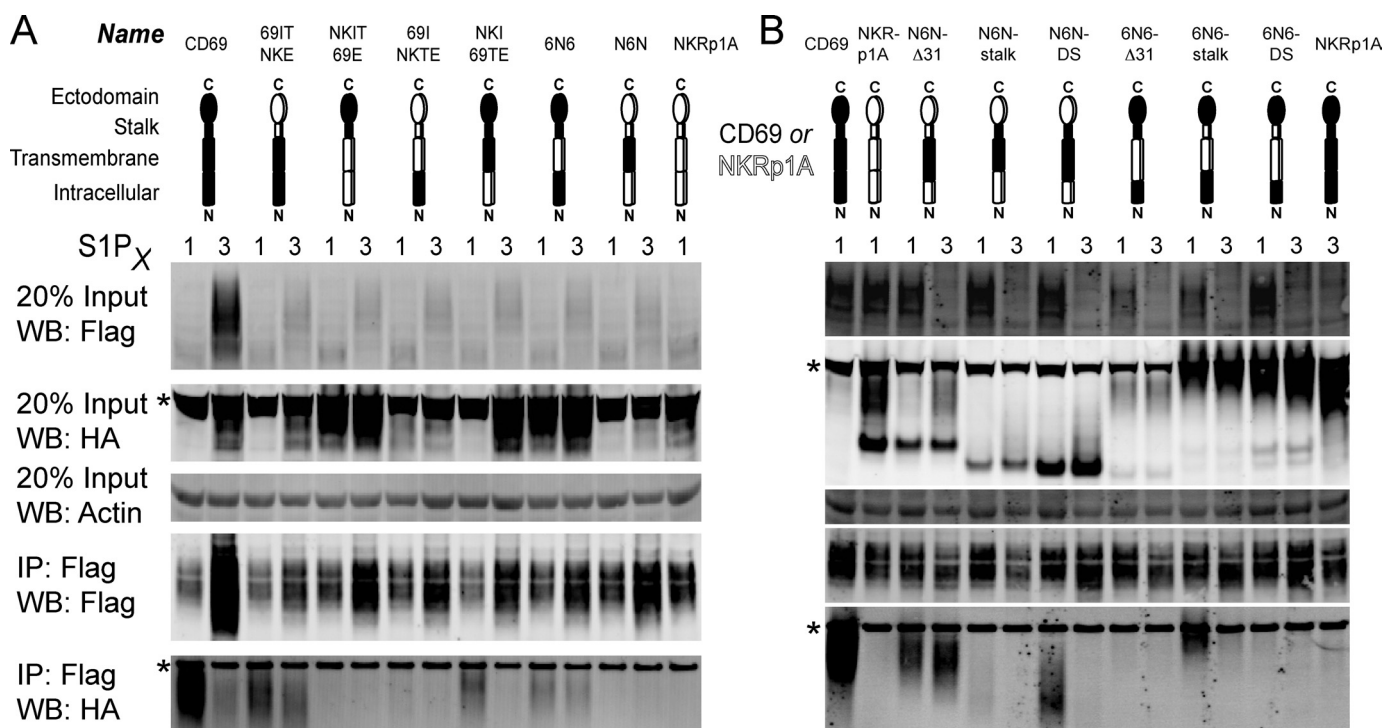 A
Name
CD69
69IT
NKE
NKIT
69E
69I
NKTE
NKI
69TE
6N6
N6N
NKRp1A
C C C C C C C C
Ectodomain
Stalk
Transmembrane
Intracellular
N N N N N N N N
S1PX
1 3 1 3 1 3 1 3 1 3 1 3 1 3 1
20% Input
WB: Flag
20% Input
WB: HA
*
20% Input
WB: Actin
IP: Flag
WB: Flag
IP: Flag
WB: HA
*
B
CD69
NKR-
p1A
N6N-
Δ31
N6N-
stalk
N6N-
DS
6N6-
Δ31
6N6-
stalk
6N6-
DS
NKRp1A
C C C C C C C C C
CD69 or
NKRp1A
N N N N N N N N N
1 1 1 3 1 3 1 3 1 3 1 3 1 3 3
*
*